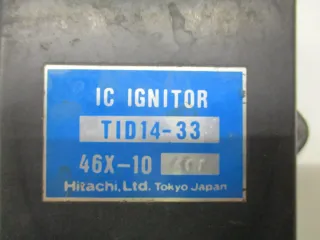 IC IGNITOR
TID14-33
46X-10
Hitachi, Ltd. Tokyo Japan